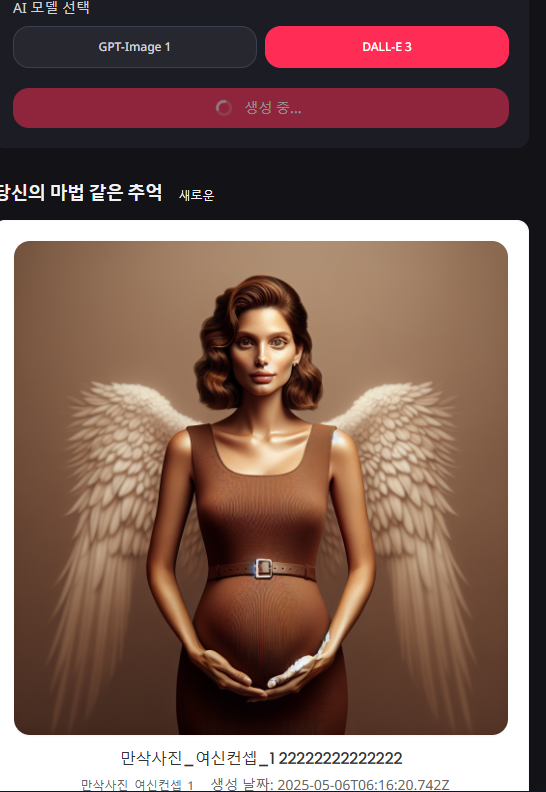 AI 모델 선택
GPT-Image 1
DALL-E 3
생성 중...
당신의 마법 같은 추억 새로운
만삭사진_여신컨셉_1 22222222222222
만삭사진_여신컨셉_1 생성 날짜: 2025-05-06T06:16:20.742Z